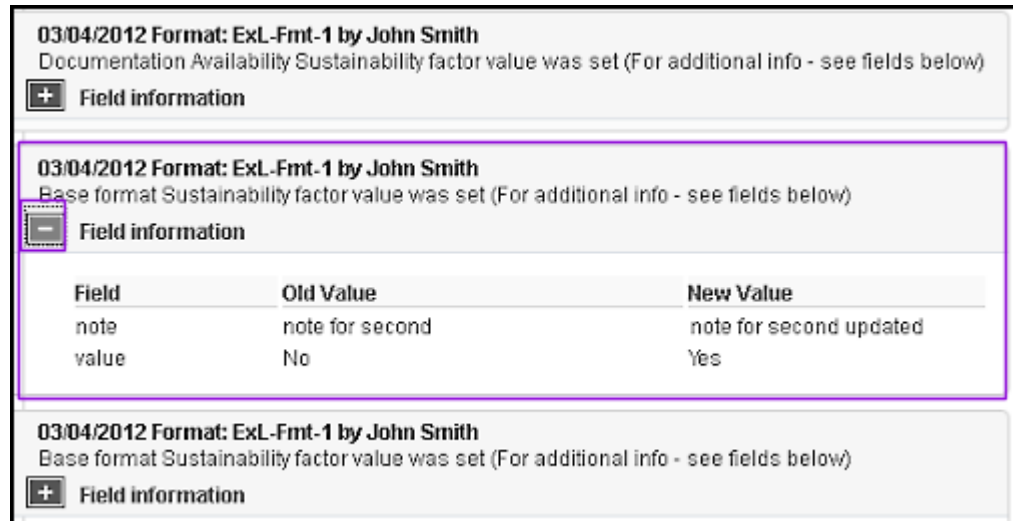 03/04/2012 Format: ExL-Fmt-1 by John Smith
Documentation Availability Sustainability factor value was set (For additional info - see fields below)
+ Field information
03/04/2012 Format: ExL-Fmt-1 by John Smith
Base format Sustainability factor value was set (For additional info - see fields below)
− Field information
Field Old Value New Value
note note for second note for second updated
value No Yes
03/04/2012 Format: ExL-Fmt-1 by John Smith
Base format Sustainability factor value was set (For additional info - see fields below)
+ Field information